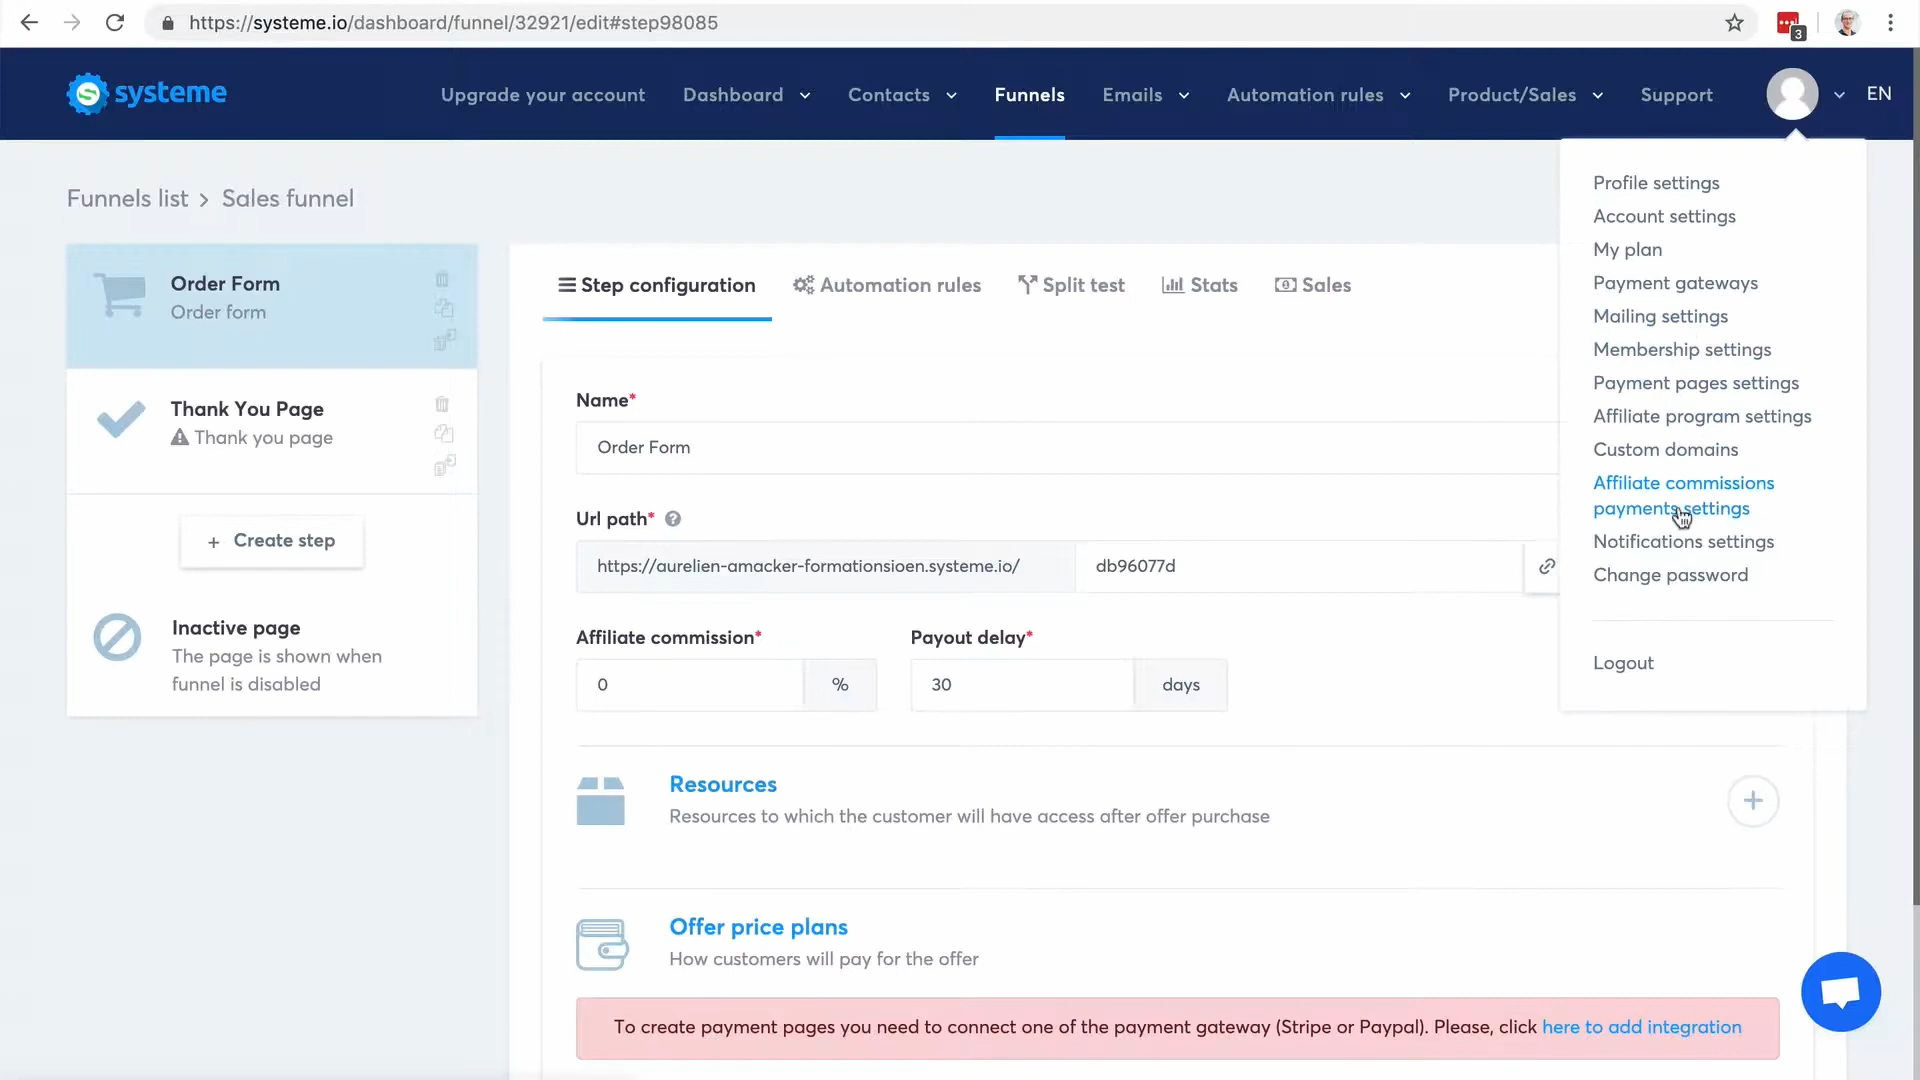 https://systeme.io/dashboard/funnel/32921/edit#step98085
3
systeme
Upgrade your account
Dashboard
Contacts
Funnels
Emails
Automation rules
Product/Sales
Support
EN
Funnels list > Sales funnel
Profile settings
Account settings
My plan
Payment gateways
Mailing settings
Membership settings
Payment pages settings
Affiliate program settings
Custom domains
Affiliate commissions
payments settings
Notifications settings
Change password
Logout
Order Form
Order form
Thank You Page
Thank you page
+ Create step
Inactive page
The page is shown when
funnel is disabled
Step configuration
Automation rules
Split test
Stats
Sales
Name*
Order Form
Url path*
https://aurelien-amacker-formationsioen.systeme.io/
db96077d
Affiliate commission*
Payout delay*
0
%
30
days
Resources
Resources to which the customer will have access after offer purchase
Offer price plans
How customers will pay for the offer
To create payment pages you need to connect one of the payment gateway (Stripe or Paypal). Please, click here to add integration